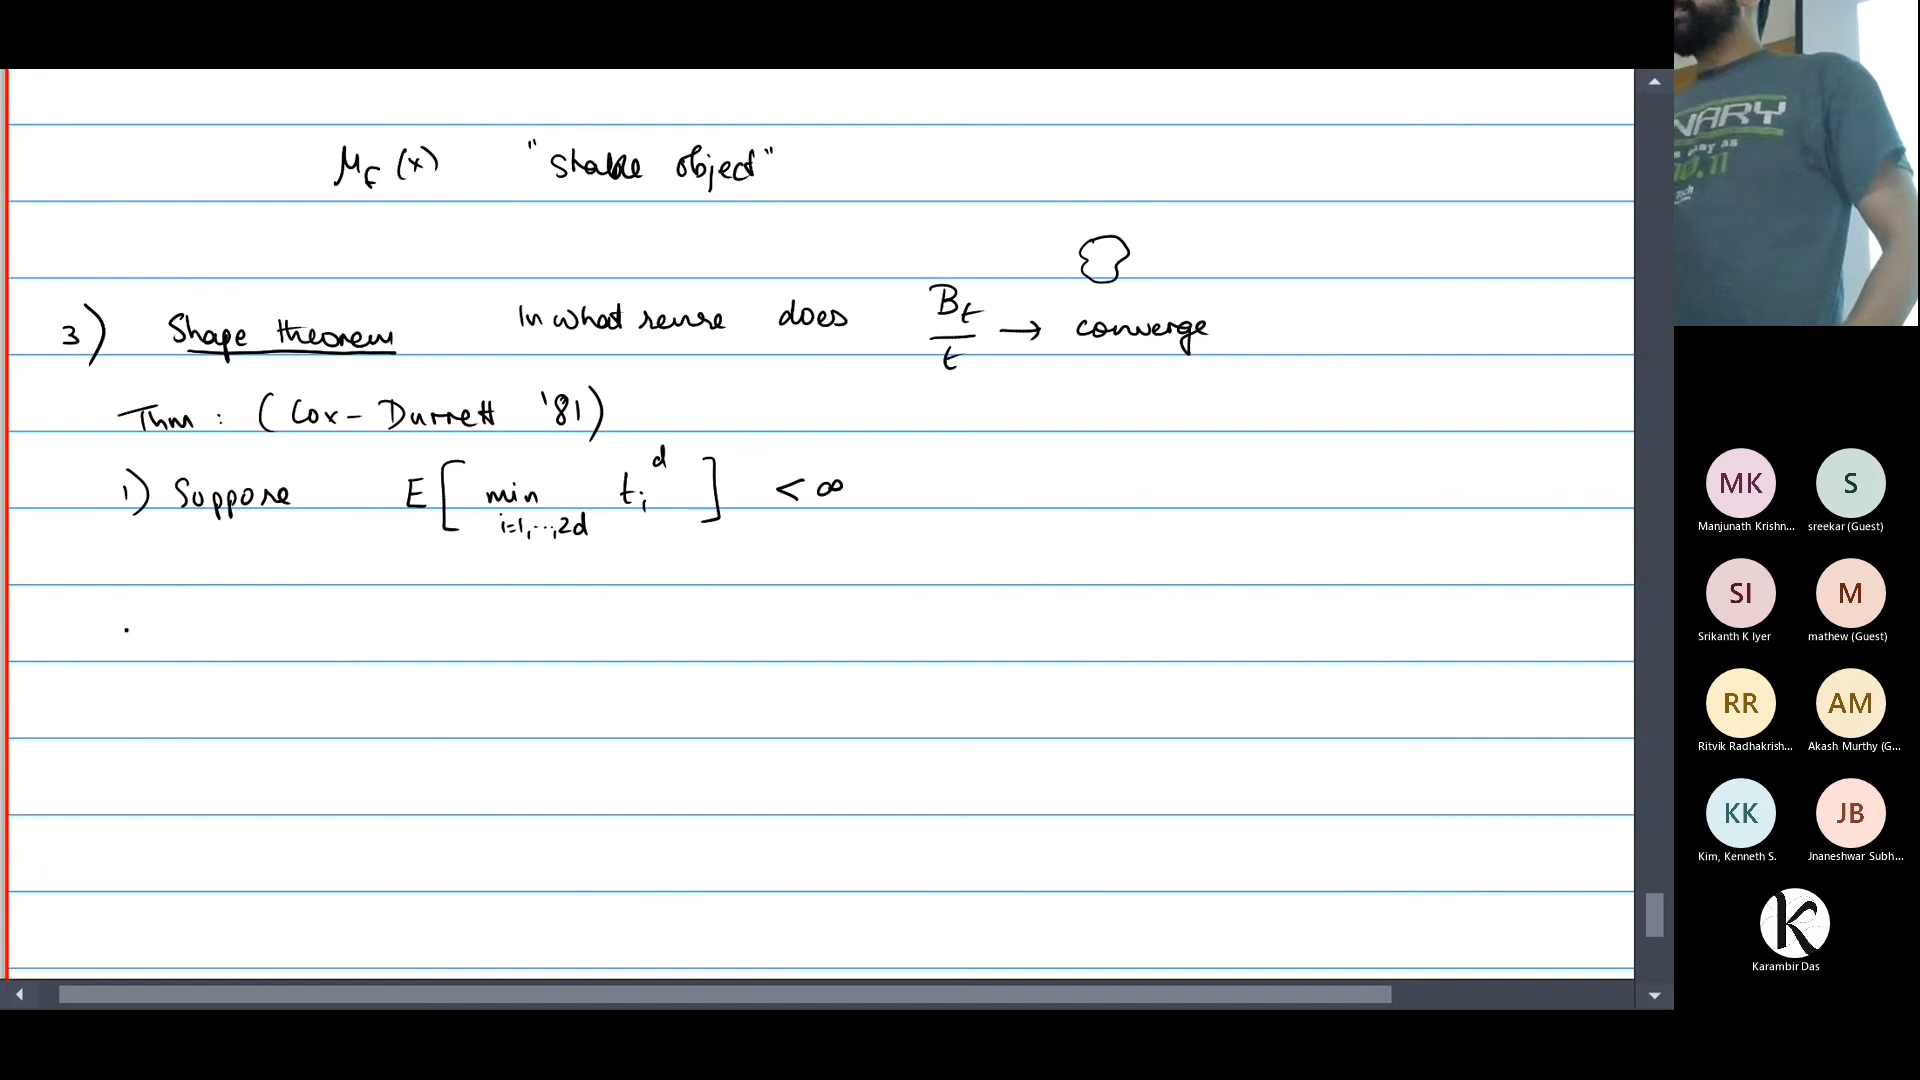 μ_F (x) "stable object"
3) Shape theorem In what sense does B_t / t → converge
Thm : (Cox-Durrett '81)
1) Suppose E [ min_{i=1,...,2d} t_i^d ] < ∞
NARY
MK
S
Manjunath Krishn...
sreekar (Guest)
SI
M
Srikanth K Iyer
mathew (Guest)
RR
AM
Ritvik Radhakrish...
Akash Murthy (G...
KK
JB
Kim, Kenneth S.
Jnaneshwar Subh...
K
Karambir Das